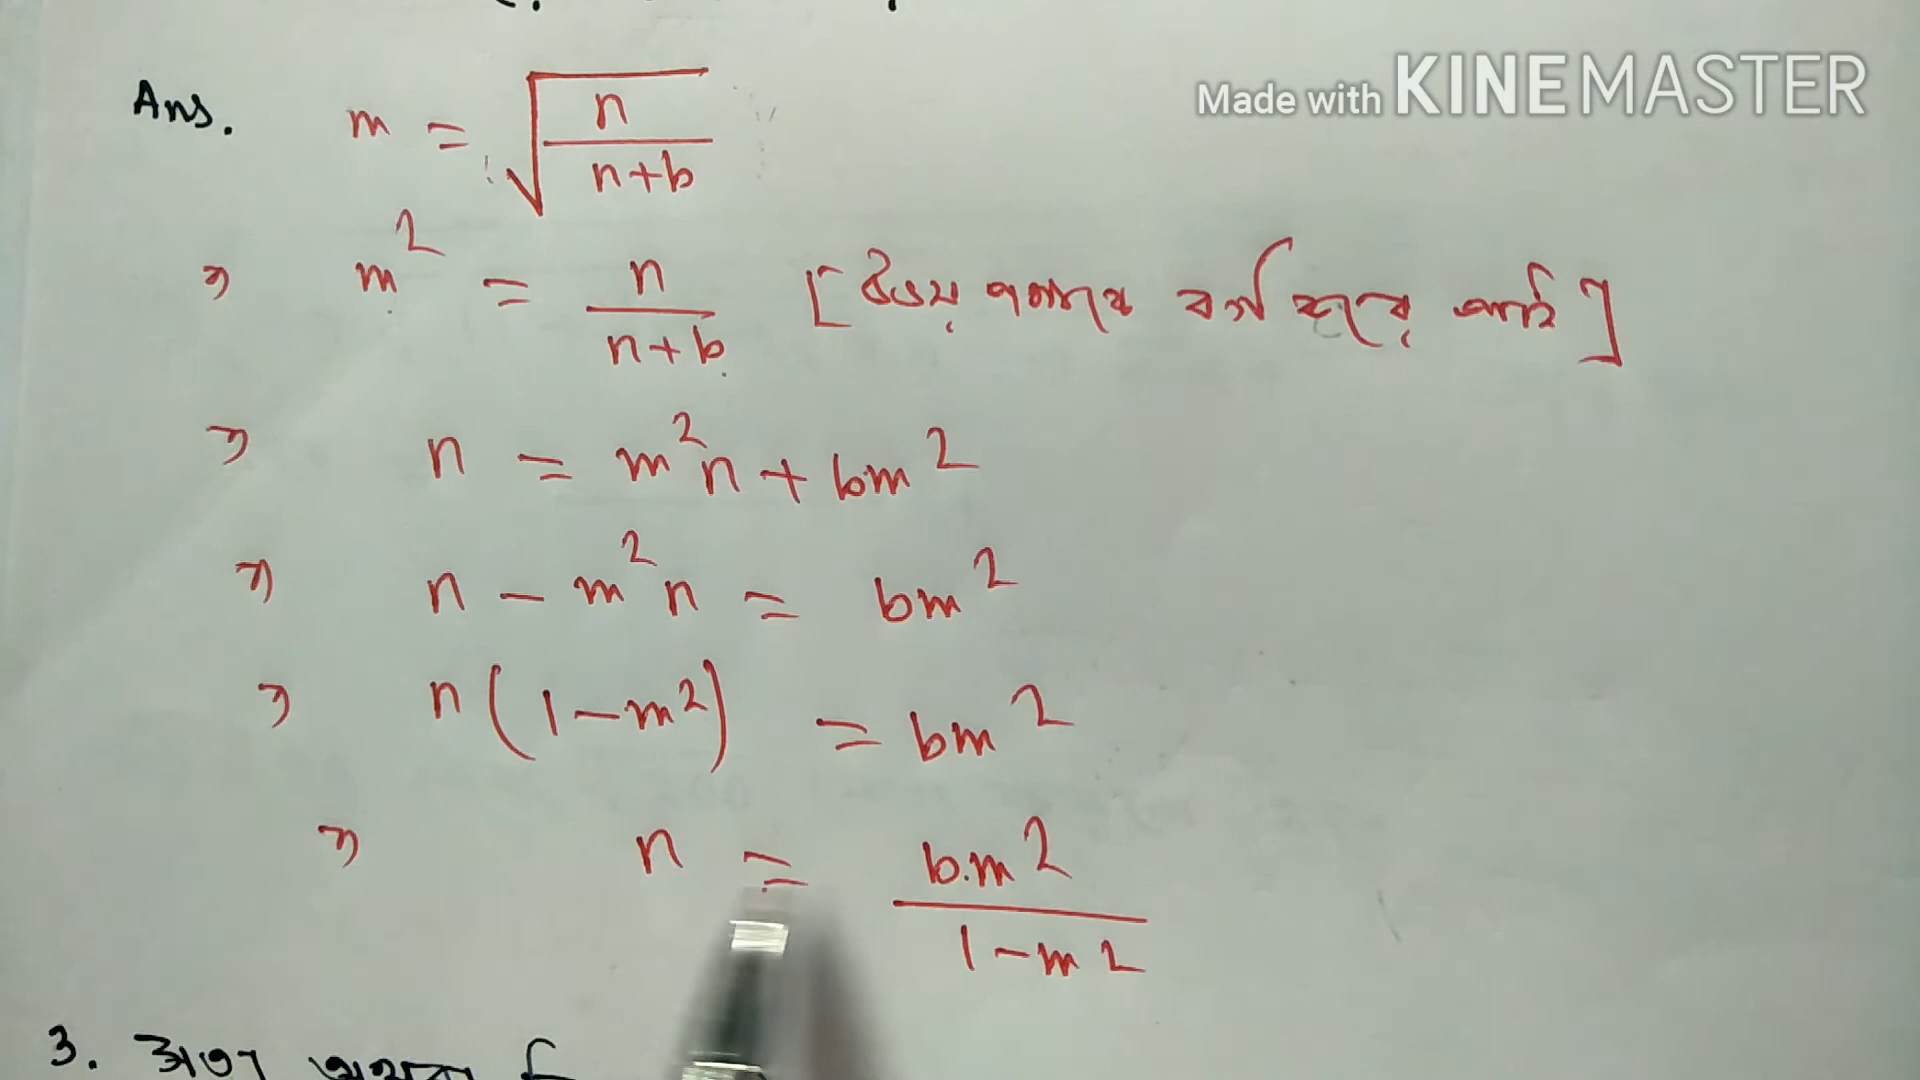 Made with KINEMASTER
Ans. m = √(n/(n+b))
⇒ m² = n/(n+b) [উভয় পক্ষকে বর্গ করে পাই]
⇒ n = m²n + bm²
⇒ n - m²n = bm²
⇒ n(1-m²) = bm²
⇒ n = b.m²/(1-m²)
3.